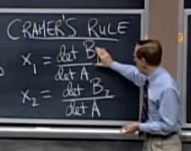 CRAMER'S RULE
x₁ = det B₁ / det A
x₂ = det B₂ / det A